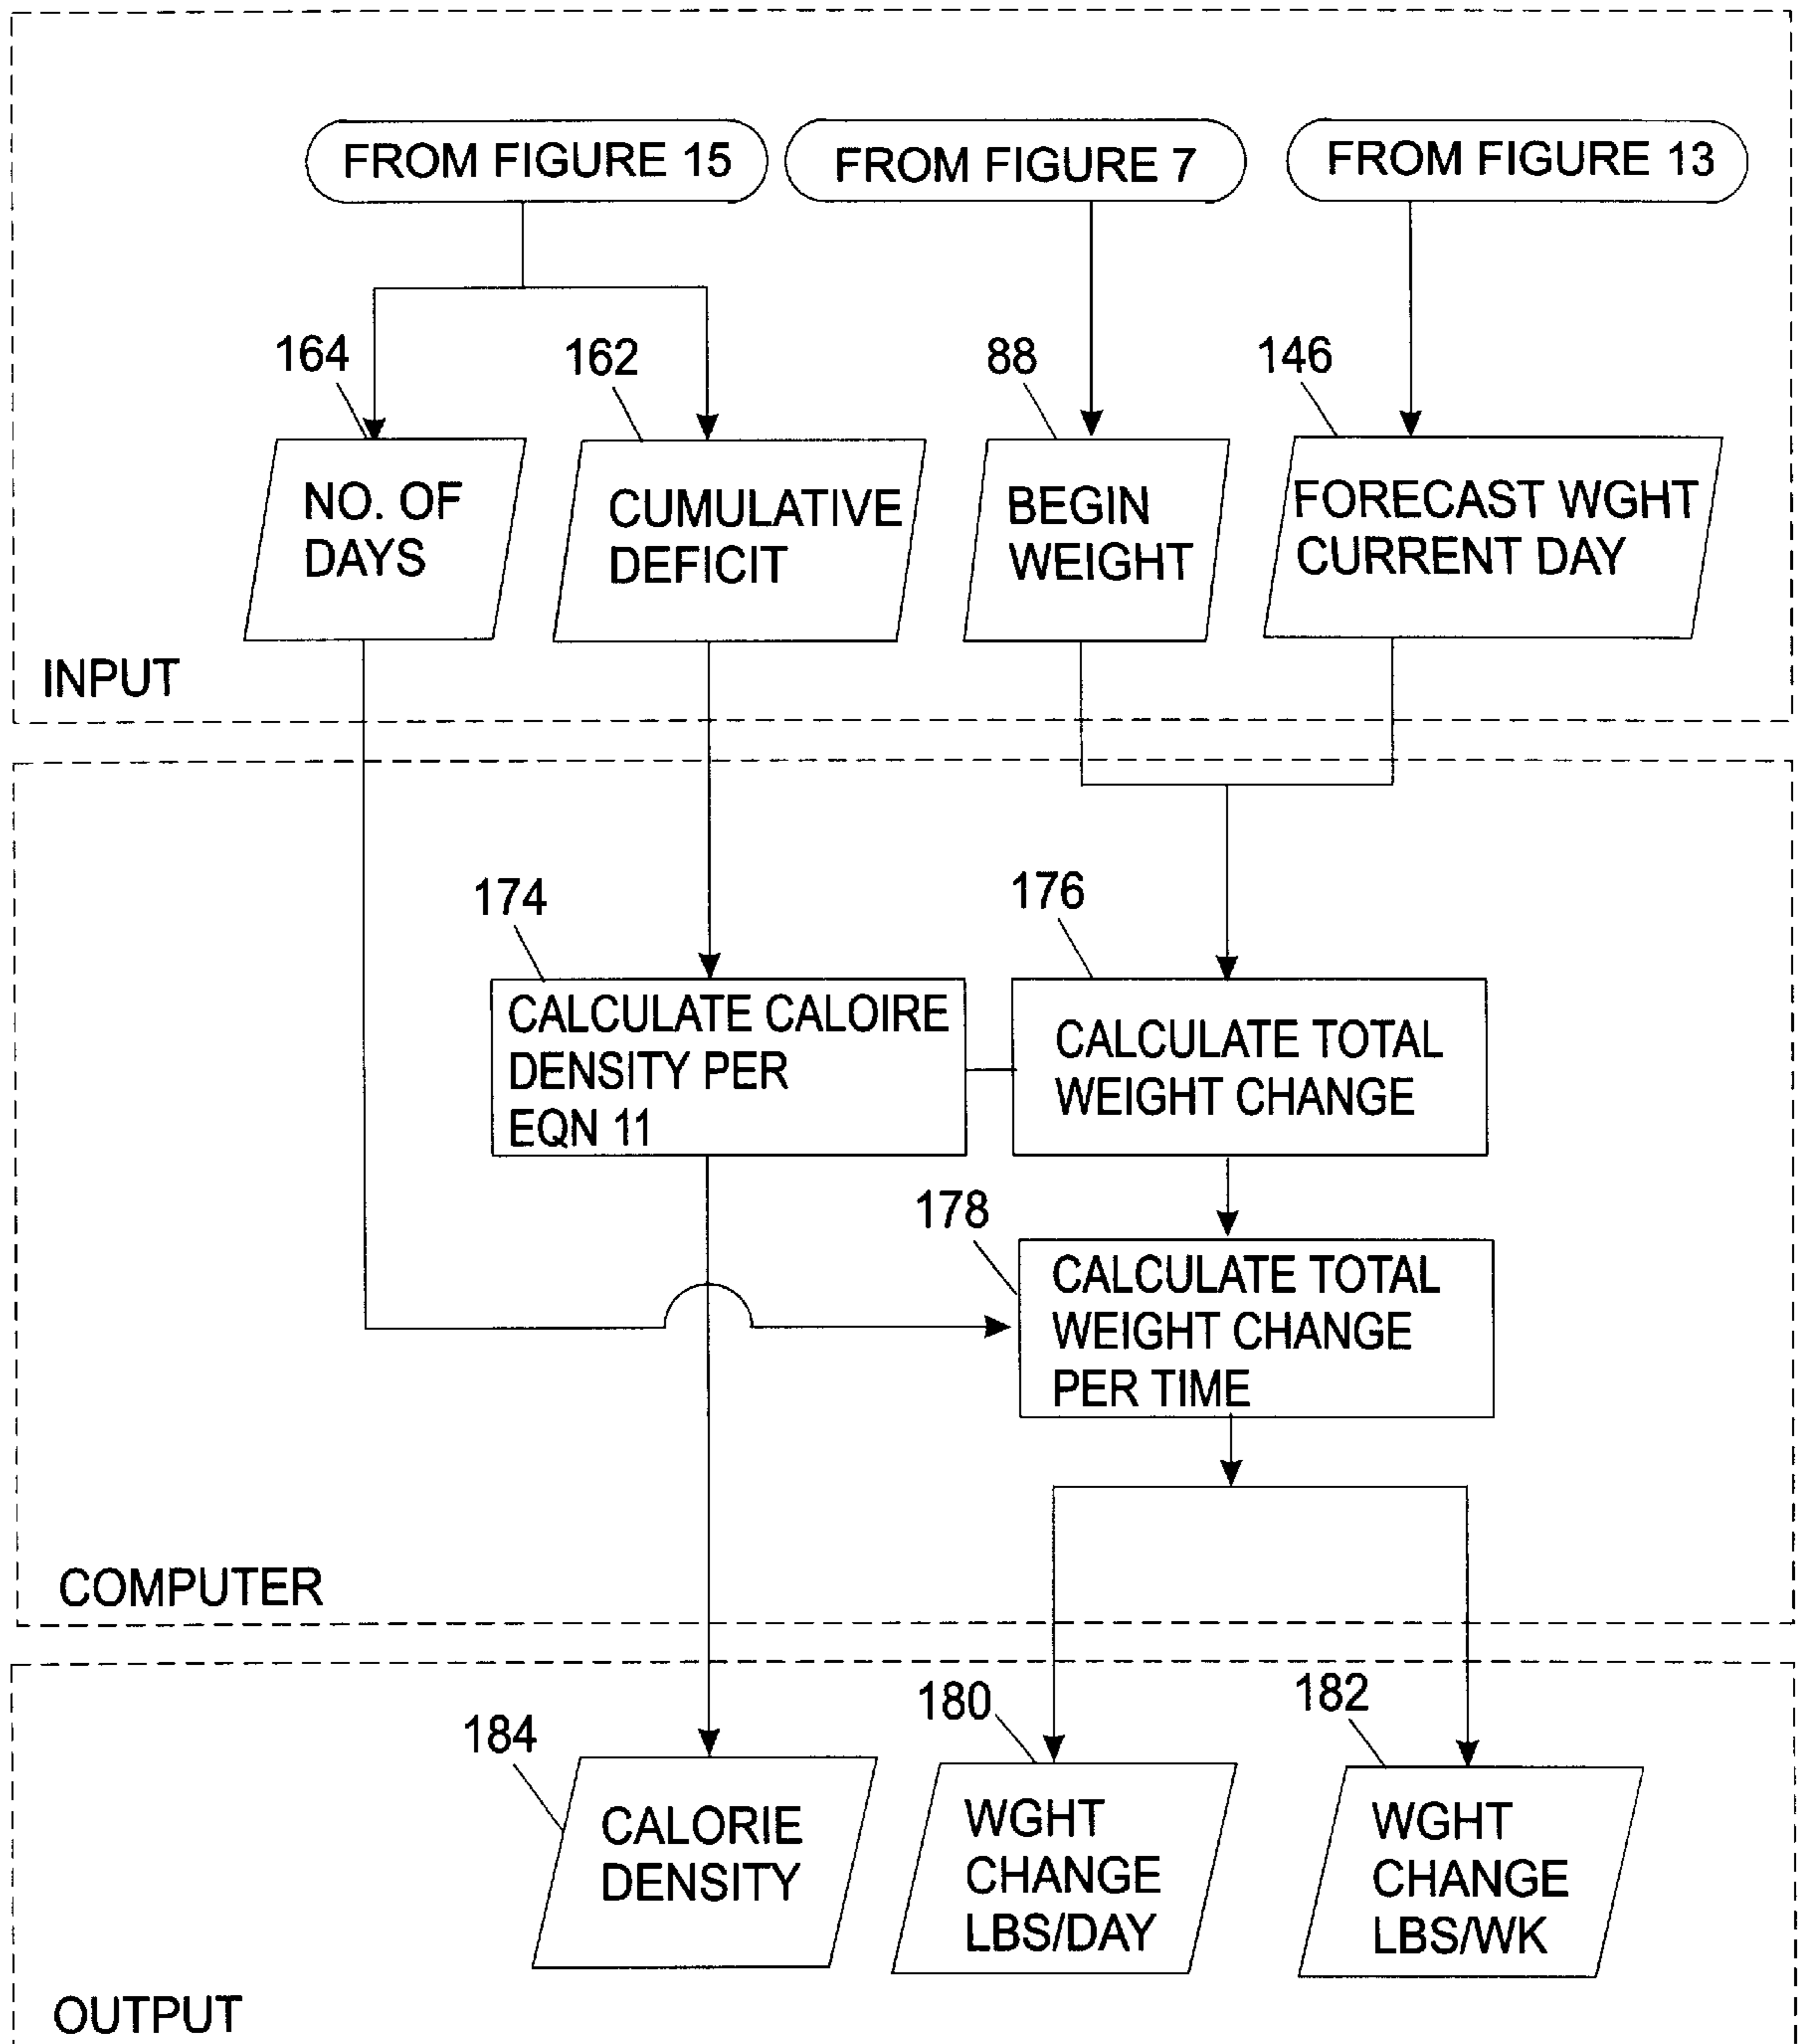 FROM FIGURE 15
FROM FIGURE 7
FROM FIGURE 13
164
162
88
146
NO. OF
DAYS
CUMULATIVE
DEFICIT
BEGIN
WEIGHT
FORECAST WGHT
CURRENT DAY
INPUT
174
176
CALCULATE CALOIRE
DENSITY PER
EQN 11
CALCULATE TOTAL
WEIGHT CHANGE
178
CALCULATE TOTAL
WEIGHT CHANGE
PER TIME
COMPUTER
184
180
182
CALORIE
DENSITY
WGHT
CHANGE
LBS/DAY
WGHT
CHANGE
LBS/WK
OUTPUT